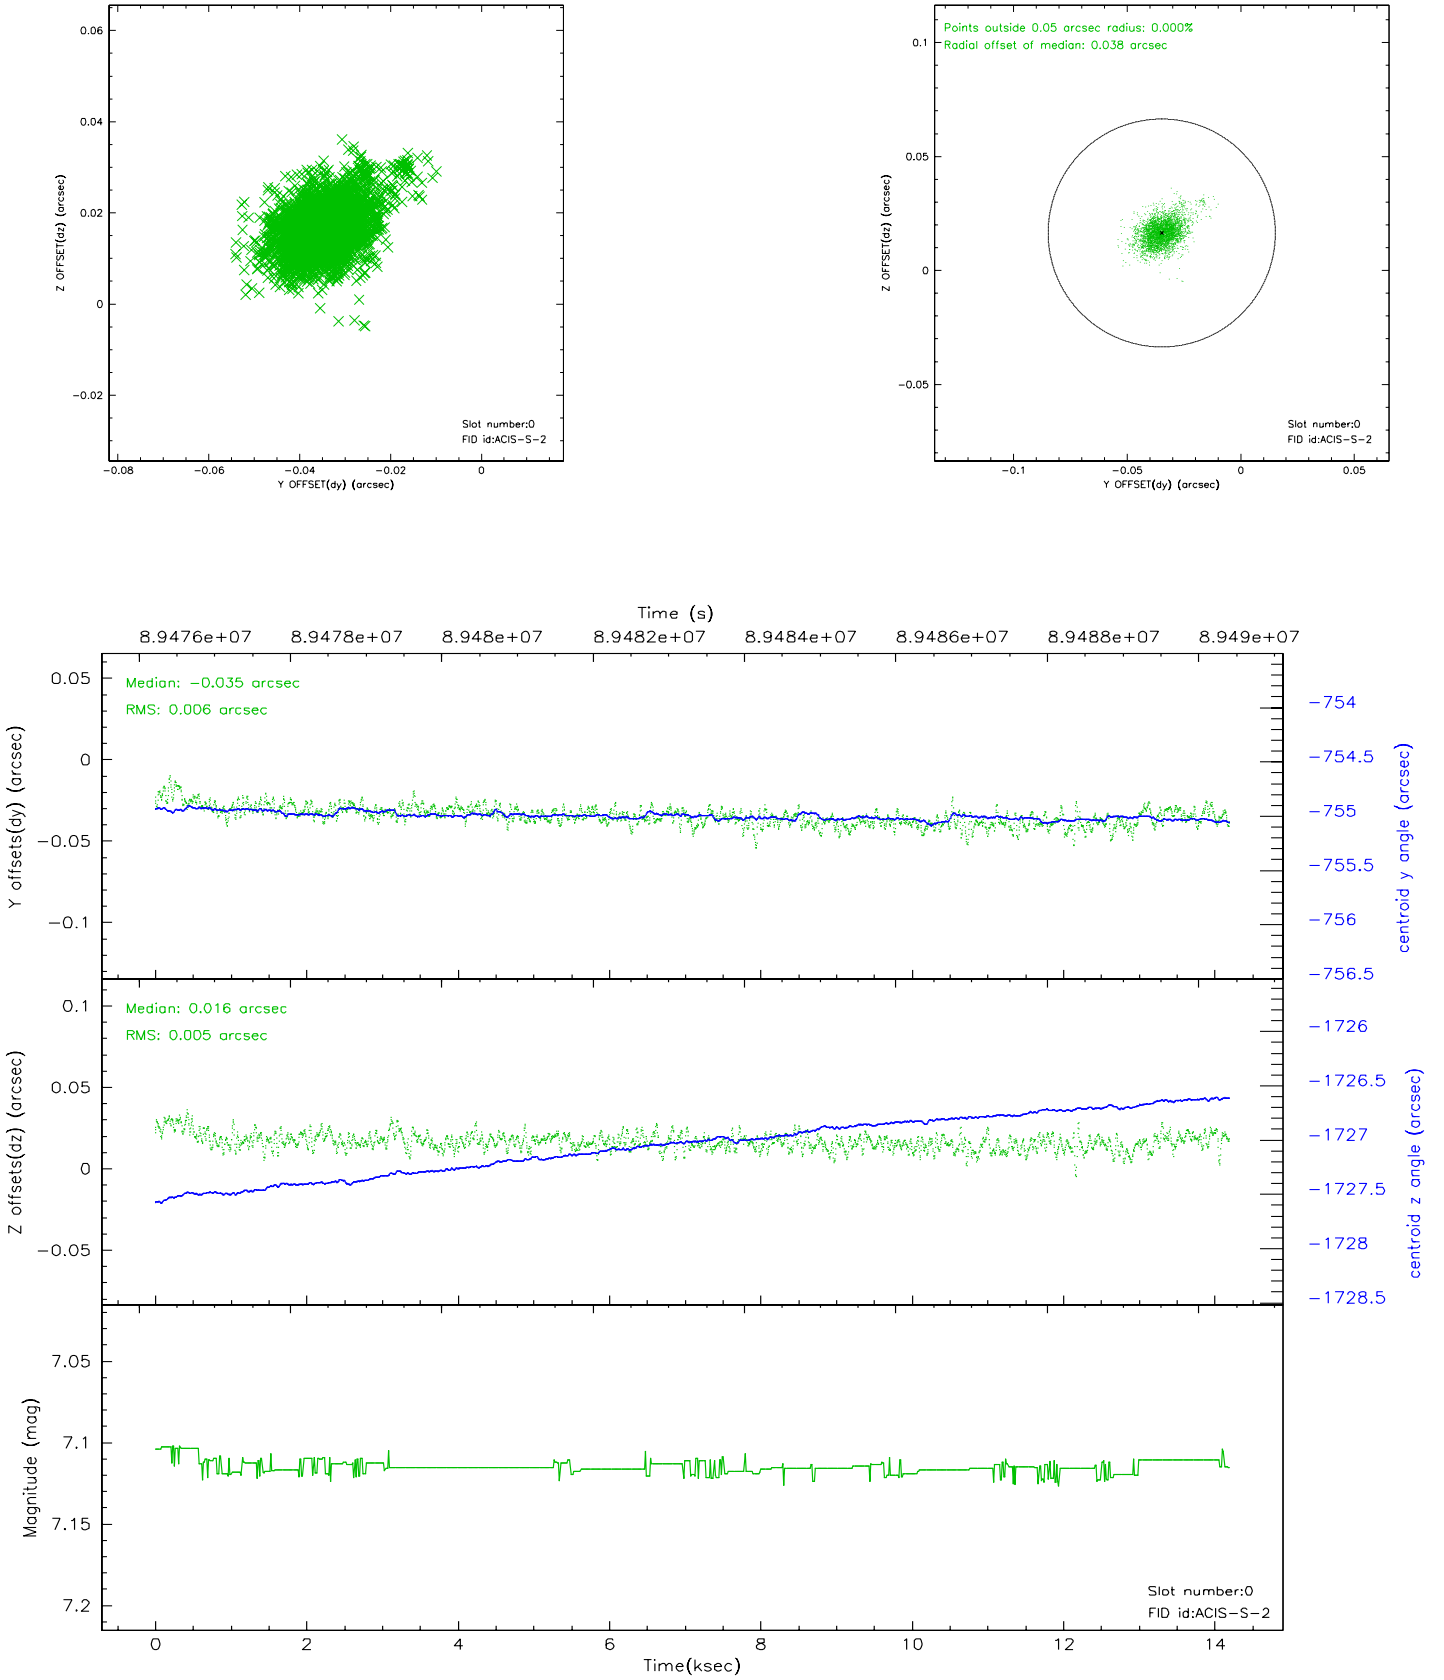 0.06
0.04
0.02
0
−0.02
Z OFFSET(dz) (arcsec)
Slot number:0
FID id:ACIS−S−2
−0.08 −0.06 −0.04 −0.02 0
Y OFFSET(dy) (arcsec)
Points outside 0.05 arcsec radius: 0.000%
Radial offset of median: 0.038 arcsec
0.1
0.05
0
−0.05
Z OFFSET(dz) (arcsec)
Slot number:0
FID id:ACIS−S−2
−0.1 −0.05 0 0.05
Y OFFSET(dy) (arcsec)
Time (s)
8.9476e+07 8.9478e+07 8.948e+07 8.9482e+07 8.9484e+07 8.9486e+07 8.9488e+07 8.949e+07
Median: −0.035 arcsec
RMS: 0.006 arcsec
0.05
0
−0.05
−0.1
Y offsets(dy) (arcsec)
−754
−754.5
−755
−755.5
−756
−756.5
centroid y angle (arcsec)
Median: 0.016 arcsec
RMS: 0.005 arcsec
0.1
0.05
0
−0.05
Z offsets(dz) (arcsec)
−1726
−1726.5
−1727
−1727.5
−1728
−1728.5
centroid z angle (arcsec)
7.05
7.1
7.15
7.2
Magnitude (mag)
Slot number:0
FID id:ACIS−S−2
0 2 4 6 8 10 12 14
Time(ksec)